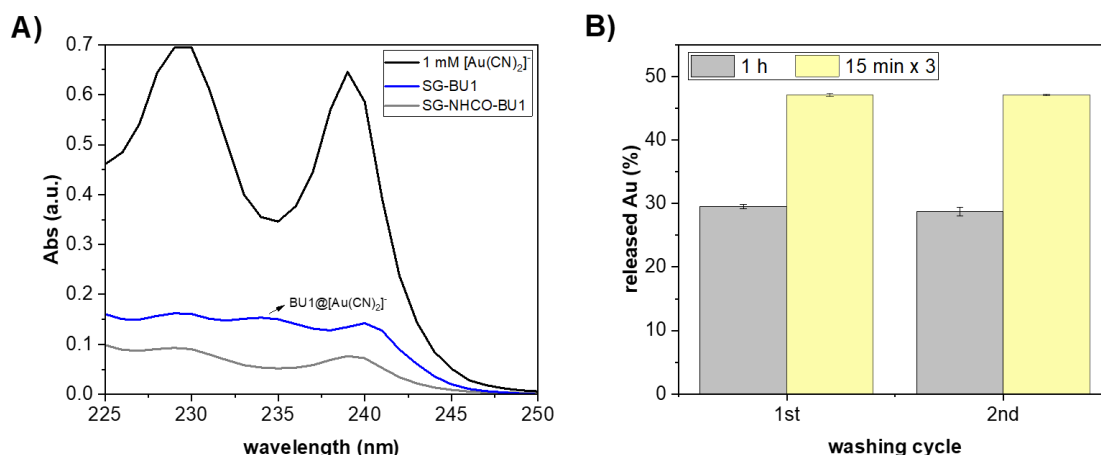 A)
0.7
0.6
0.5
0.4
0.3
0.2
0.1
0.0
Abs (a.u.)
1 mM [Au(CN)₂]⁻
SG-BU1
SG-NHCO-BU1
BU1@[Au(CN)₂]⁻
225 230 235 240 245 250
wavelength (nm)
B)
50
40
30
20
10
0
released Au (%)
1 h 15 min x 3
1st 2nd
washing cycle